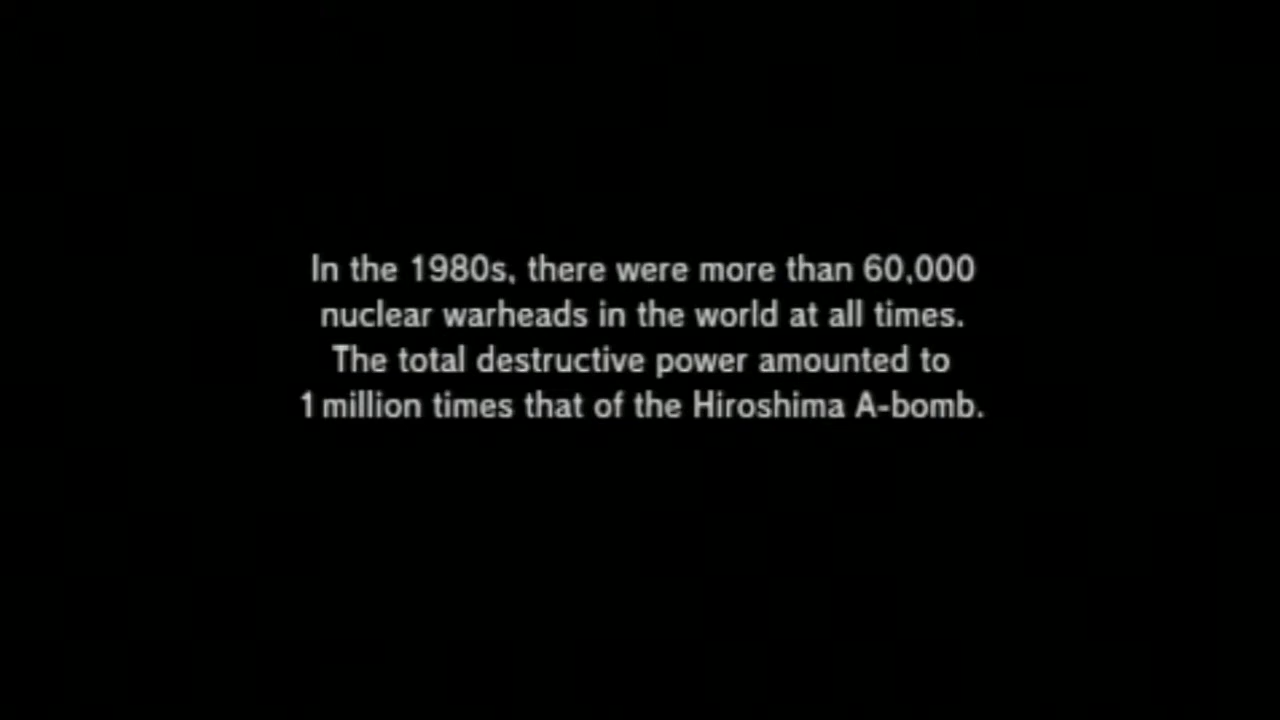 In the 1980s, there were more than 60,000
nuclear warheads in the world at all times.
The total destructive power amounted to
1 million times that of the Hiroshima A-bomb.